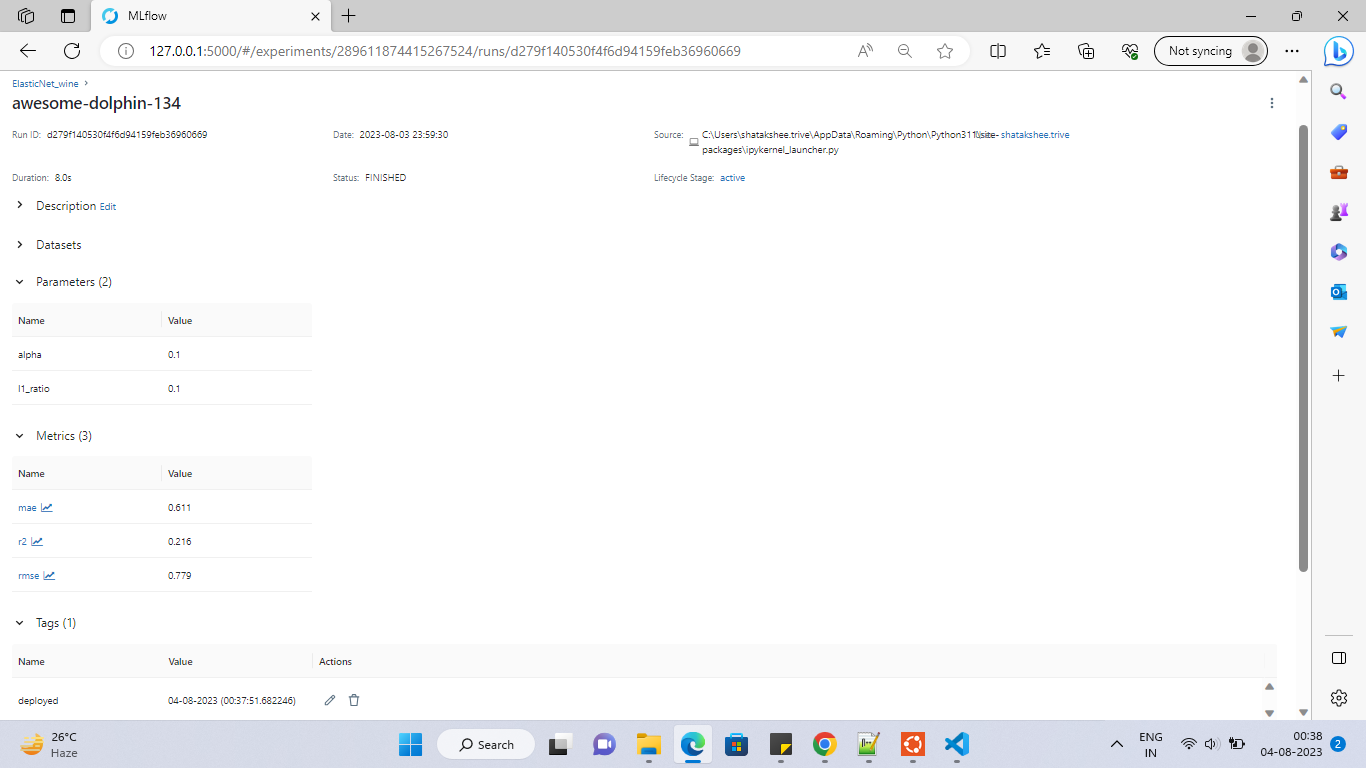 MLflow
127.0.0.1:5000/#/experiments/289611874415267524/runs/d279f140530f4f6d94159feb36960669
Not syncing
ElasticNet_wine
awesome-dolphin-134
Run ID: d279f140530f4f6d94159feb36960669
Date: 2023-08-03 23:59:30
Source: C:\Users\shatakshee.trive\AppData\Roaming\Python\Python311\site-
packages\ipykernel_launcher.py
shatakshee.trive
Duration: 8.0s
Status: FINISHED
Lifecycle Stage: active
Description Edit
Datasets
Parameters (2)
Name Value
alpha 0.1
l1_ratio 0.1
Metrics (3)
Name Value
mae 0.611
r2 0.216
rmse 0.779
Tags (1)
Name Value Actions
deployed 04-08-2023 (00:37:51.682246)
26°C
Haze
Search
ENG
IN
00:38
04-08-2023
2